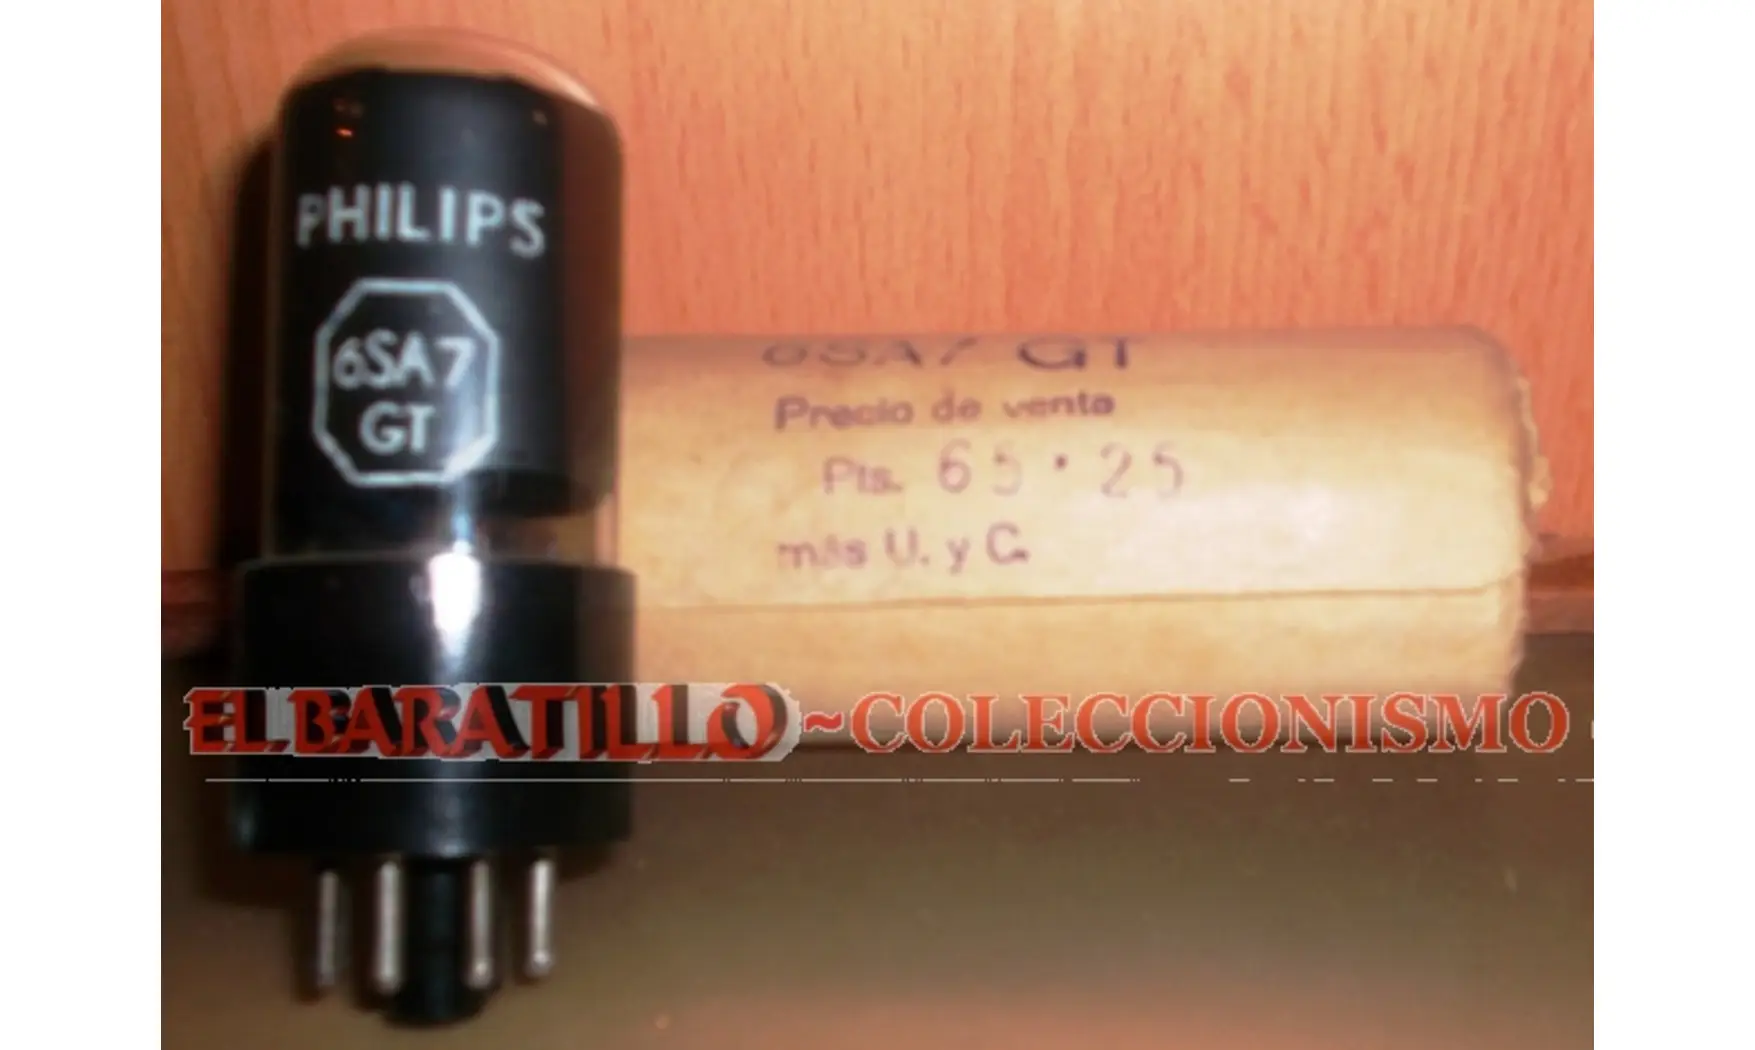 PHILIPS
6SA7
GT
6SA7 GT
Precio de venta
Pts. 65·25
más U. y C.
EL BARATILLO ~COLECCIONISMO